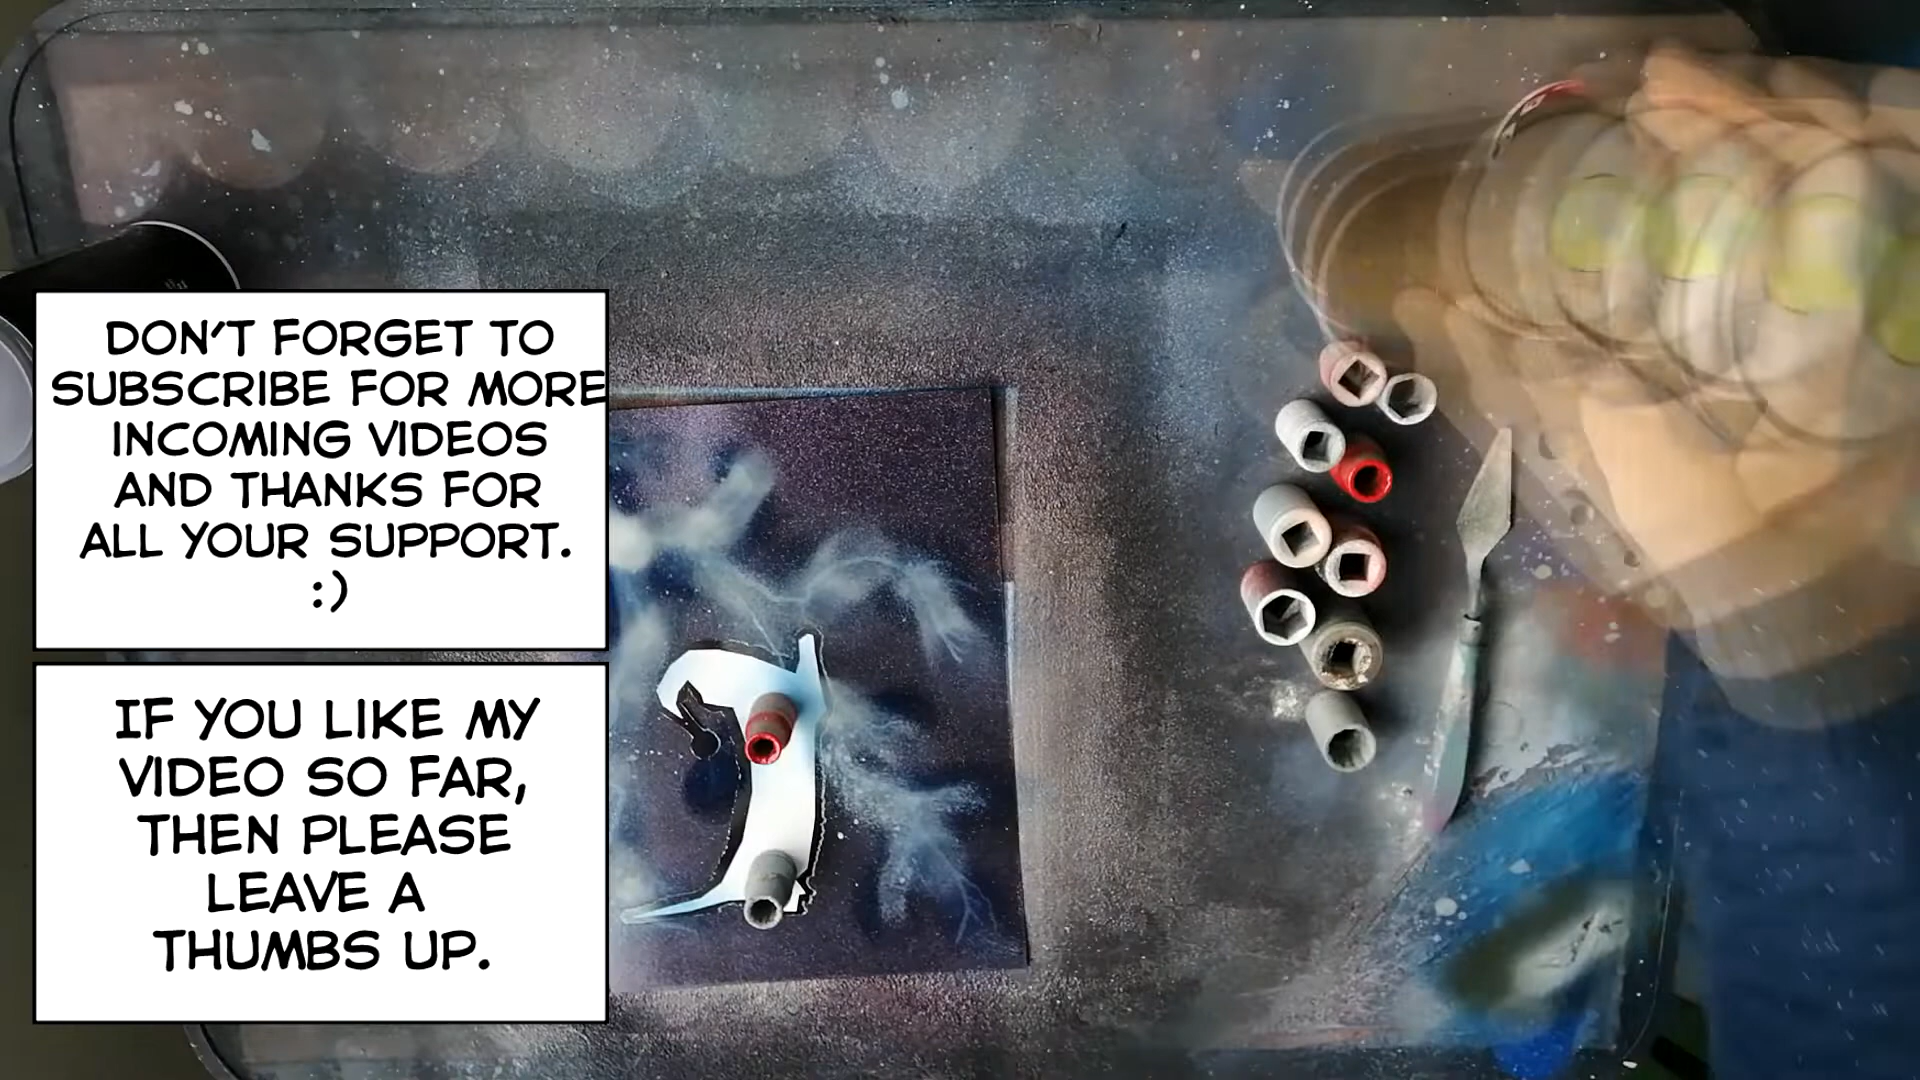 DON'T FORGET TO
SUBSCRIBE FOR MORE
INCOMING VIDEOS
AND THANKS FOR
ALL YOUR SUPPORT.
:)
IF YOU LIKE MY
VIDEO SO FAR,
THEN PLEASE
LEAVE A
THUMBS UP.